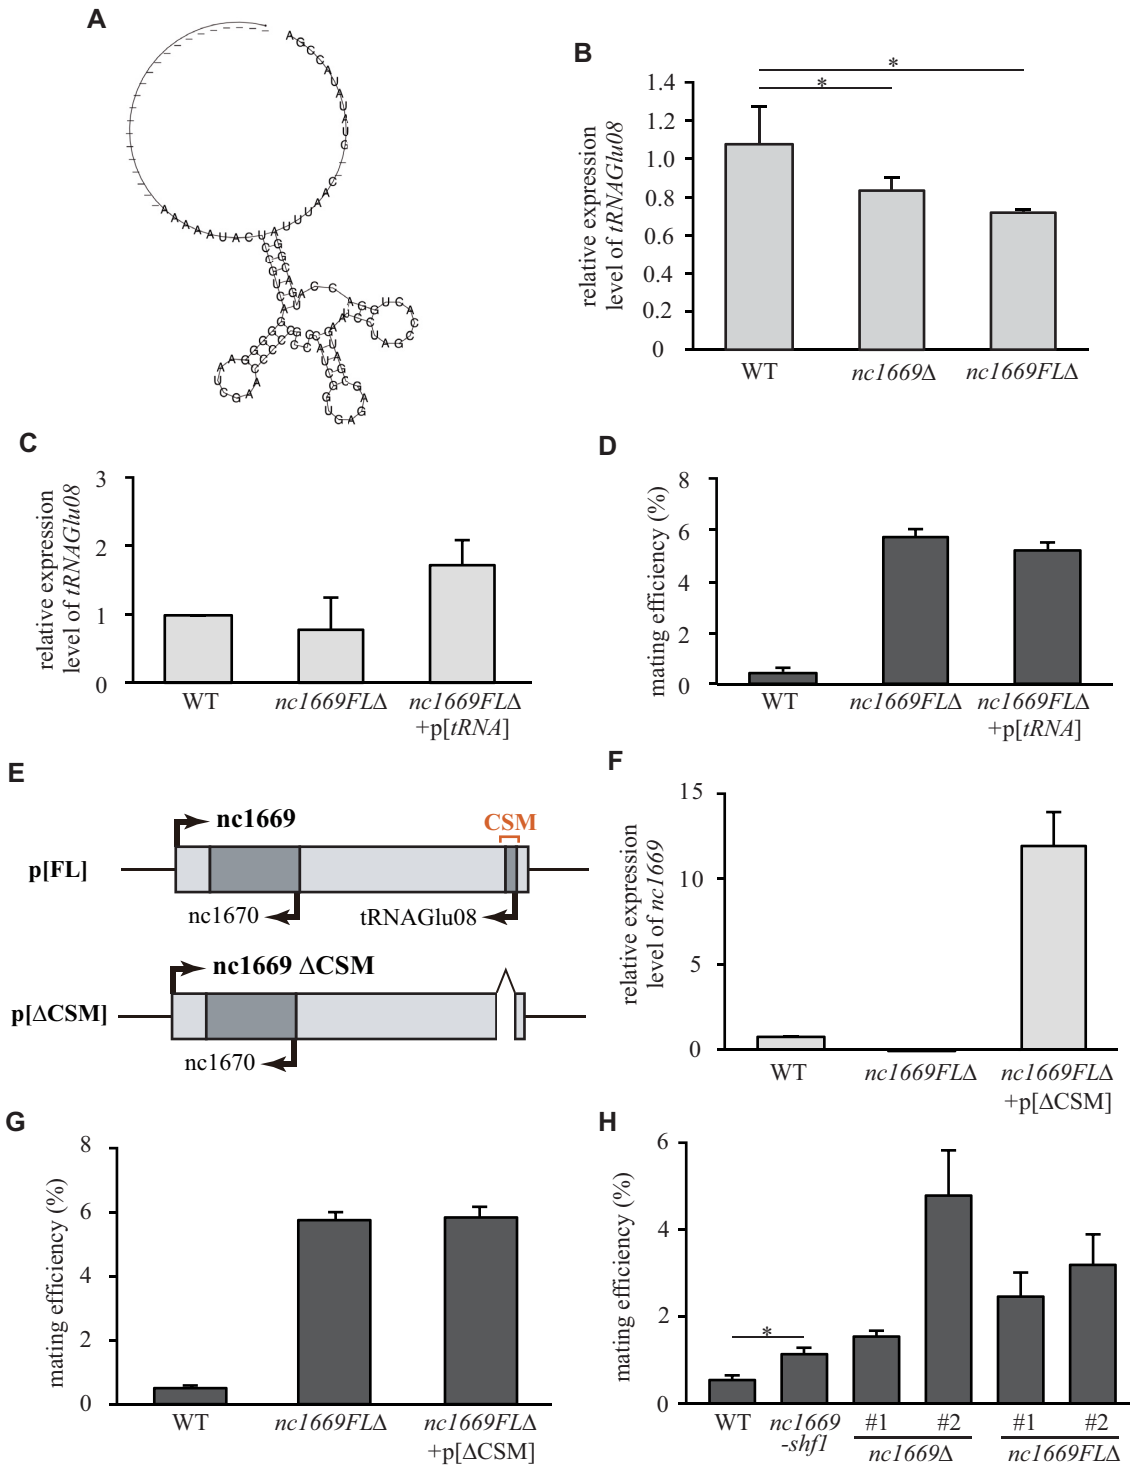 A
B
relative expression
level of tRNAGlu08
1.4
1.2
1.0
0.8
0.6
0.4
0.2
0
*
*
WT
nc1669Δ
nc1669FLΔ
C
relative expression
level of tRNAGlu08
3
2
1
0
WT
nc1669FLΔ
nc1669FLΔ
+p[tRNA]
D
mating efficiency (%)
8
6
4
2
0
WT
nc1669FLΔ
nc1669FLΔ
+p[tRNA]
E
nc1669
CSM
p[FL]
nc1670
tRNAGlu08
nc1669 ΔCSM
p[ΔCSM]
nc1670
F
relative expression
level of nc1669
15
10
5
0
WT
nc1669FLΔ
nc1669FLΔ
+p[ΔCSM]
G
mating efficiency (%)
8
6
4
2
0
WT
nc1669FLΔ
nc1669FLΔ
+p[ΔCSM]
H
mating efficiency (%)
6
4
2
0
*
WT
nc1669
-shf1
#1
#2
nc1669Δ
#1
#2
nc1669FLΔ